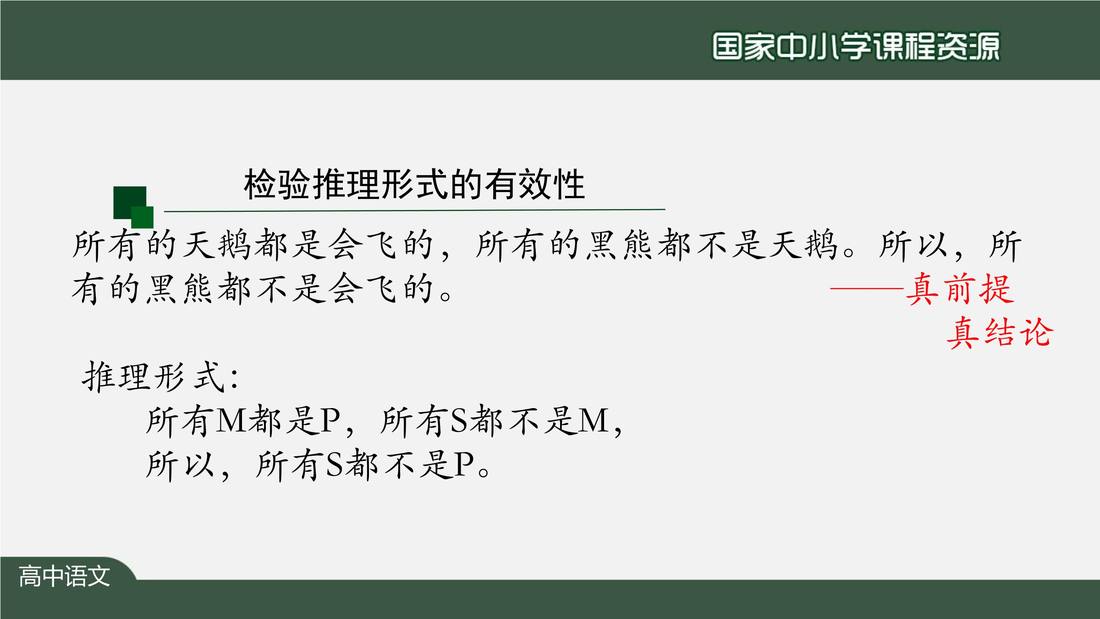 国家中小学课程资源
检验推理形式的有效性
所有的天鹅都是会飞的，所有的黑熊都不是天鹅。所以，所
有的黑熊都不是会飞的。
——真前提
真结论
推理形式：
所有M都是P，所有S都不是M，
所以，所有S都不是P。
高中语文